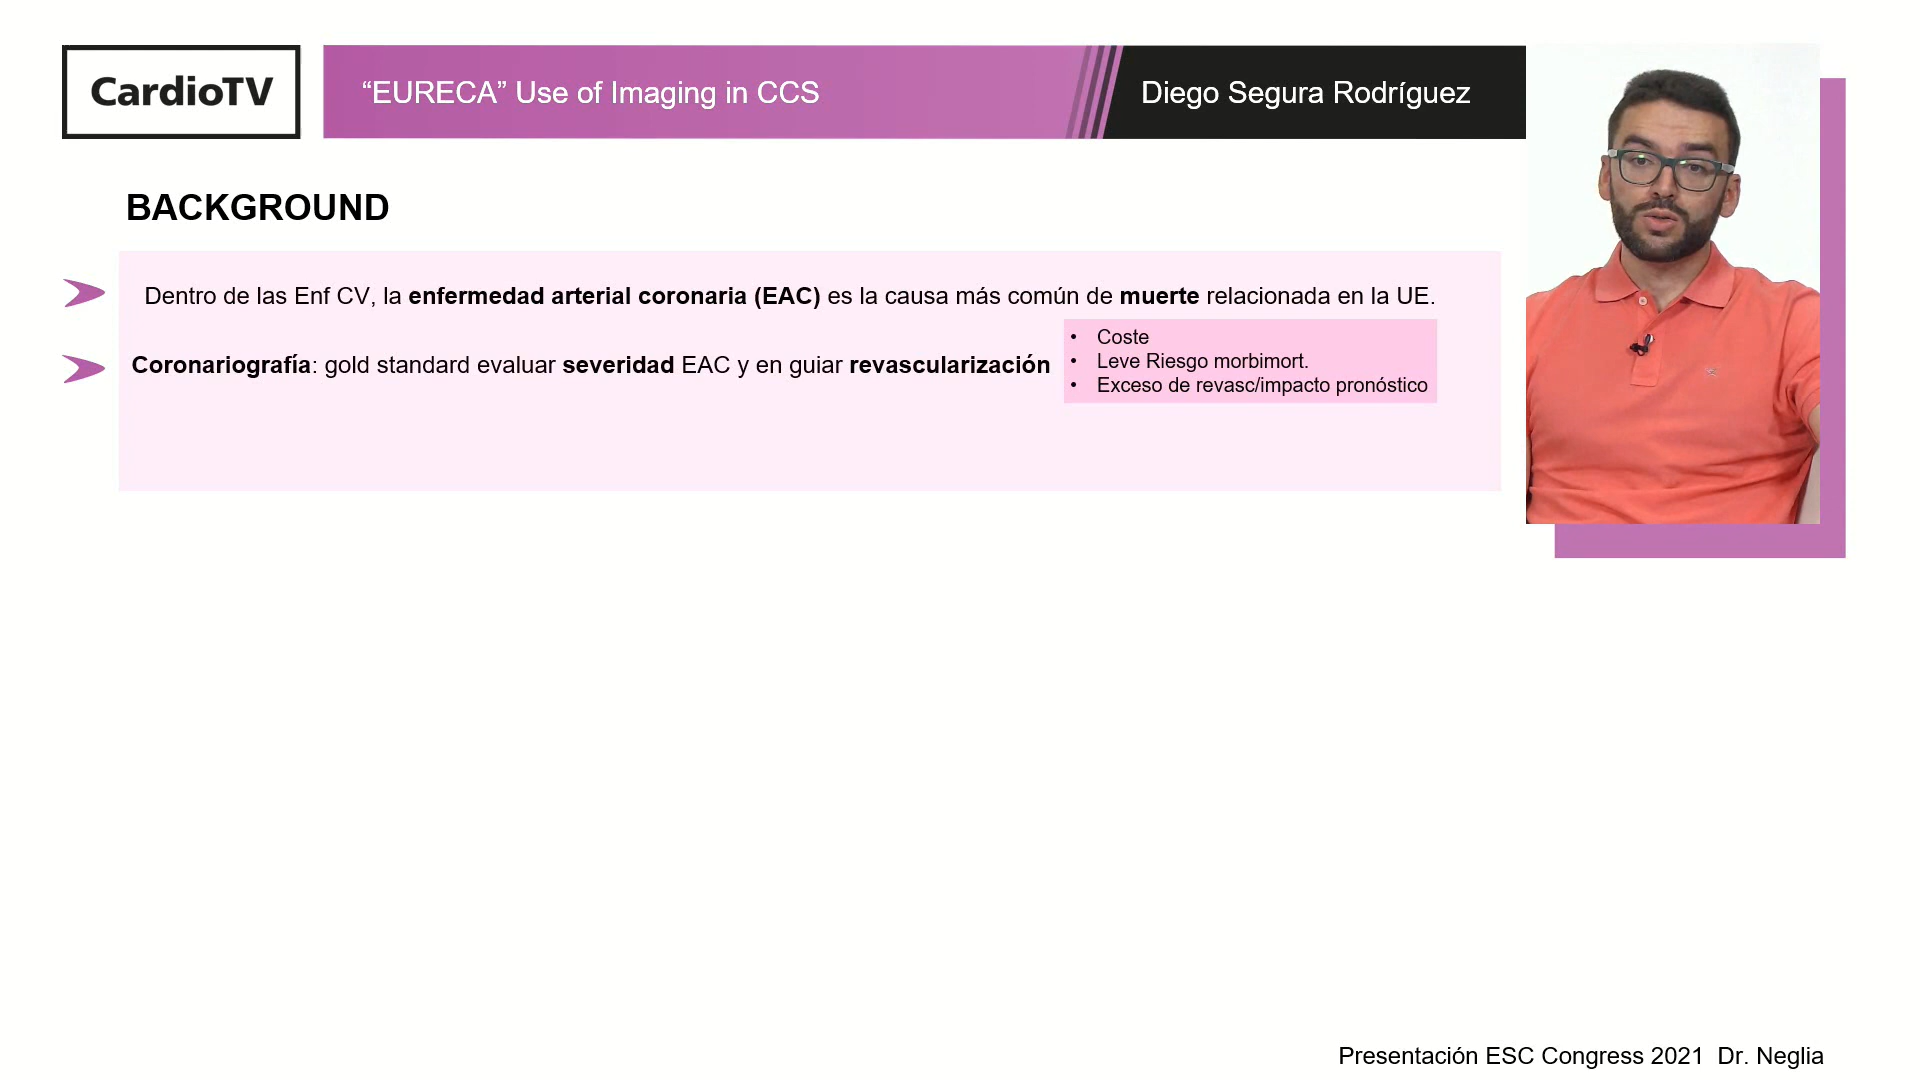 CardioTV
“EURECA” Use of Imaging in CCS
Diego Segura Rodríguez
BACKGROUND
Dentro de las Enf CV, la enfermedad arterial coronaria (EAC) es la causa más común de muerte relacionada en la UE.
Coronariografía: gold standard evaluar severidad EAC y en guiar revascularización
• Coste
• Leve Riesgo morbimort.
• Exceso de revasc/impacto pronóstico
Presentación ESC Congress 2021 Dr. Neglia